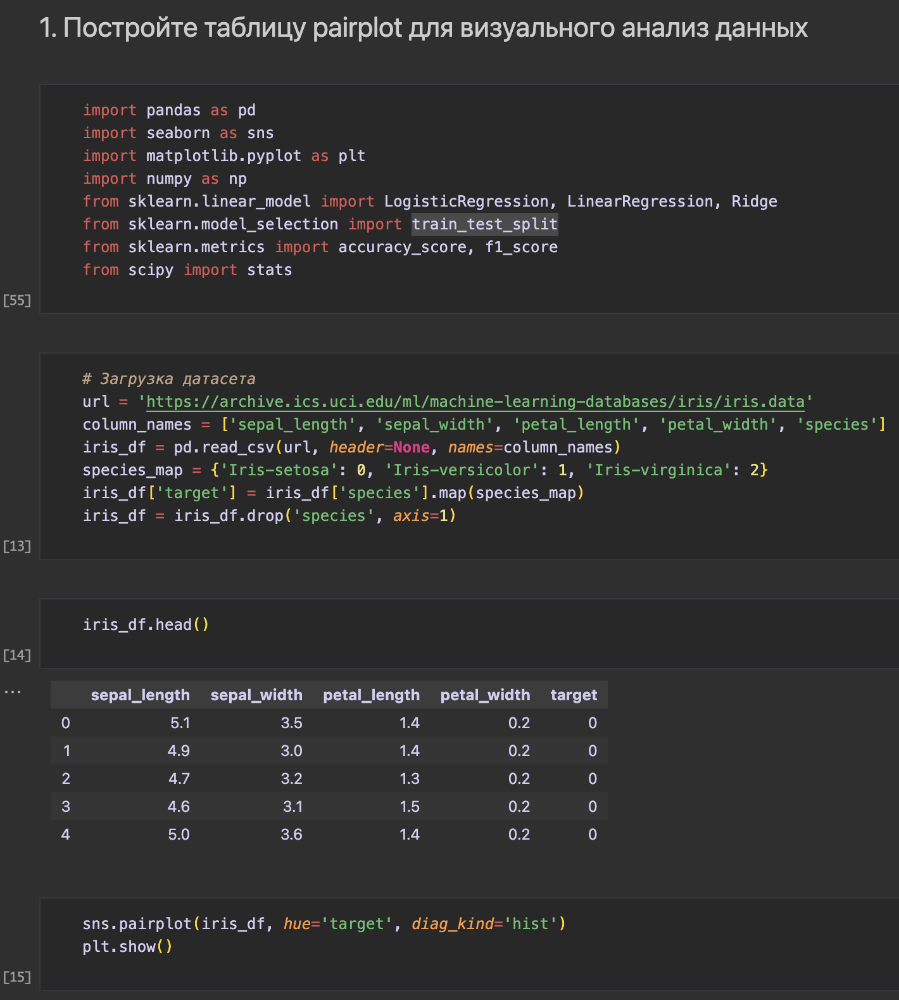 1. Постройте таблицу pairplot для визуального анализ данных
import pandas as pd
import seaborn as sns
import matplotlib.pyplot as plt
import numpy as np
from sklearn.linear_model import LogisticRegression, LinearRegression, Ridge
from sklearn.model_selection import train_test_split
from sklearn.metrics import accuracy_score, f1_score
from scipy import stats
[55]
# Загрузка датасета
url = 'https://archive.ics.uci.edu/ml/machine-learning-databases/iris/iris.data'
column_names = ['sepal_length', 'sepal_width', 'petal_length', 'petal_width', 'species']
iris_df = pd.read_csv(url, header=None, names=column_names)
species_map = {'Iris-setosa': 0, 'Iris-versicolor': 1, 'Iris-virginica': 2}
iris_df['target'] = iris_df['species'].map(species_map)
iris_df = iris_df.drop('species', axis=1)
[13]
iris_df.head()
[14]
...
sepal_length sepal_width petal_length petal_width target
0 5.1 3.5 1.4 0.2 0
1 4.9 3.0 1.4 0.2 0
2 4.7 3.2 1.3 0.2 0
3 4.6 3.1 1.5 0.2 0
4 5.0 3.6 1.4 0.2 0
sns.pairplot(iris_df, hue='target', diag_kind='hist')
plt.show()
[15]